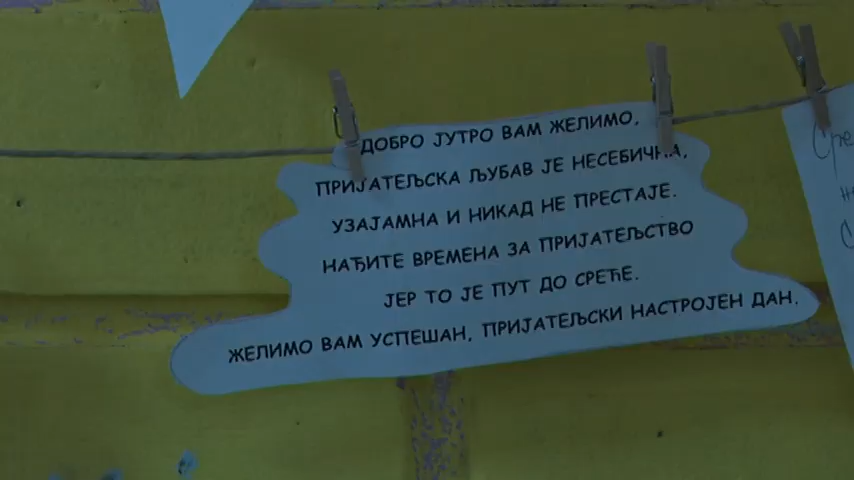 ДОБРО ЈУТРО ВАМ ЖЕЛИМО,
ПРИЈАТЕЉСКА ЉУБАВ ЈЕ НЕСЕБИЧНА,
УЗАЈАМНА И НИКАД НЕ ПРЕСТАЈЕ.
НАЂИТЕ ВРЕМЕНА ЗА ПРИЈАТЕЉСТВО
ЈЕР ТО ЈЕ ПУТ ДО СРЕЋЕ.
ЖЕЛИМО ВАМ УСПЕШАН, ПРИЈАТЕЉСКИ НАСТРОЈЕН ДАН.